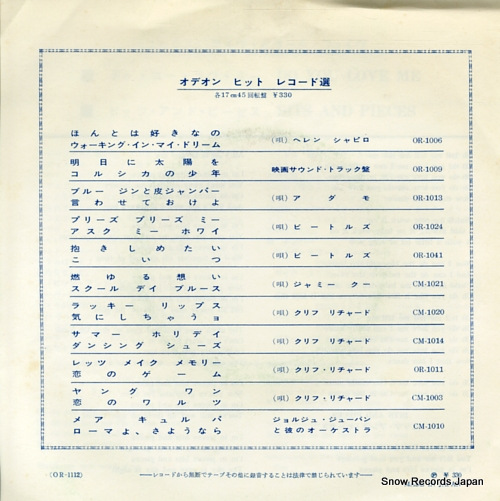 オデオン ヒット レコード選
各17cm45回転盤 ¥330
ほんとは好きなの
ウォーキング・イン・マイ・ドリーム
(唄) ヘレン シャピロ OR-1006
明日に太陽を
コルシカの少年
映画サウンド・トラック盤 OR-1009
ブルー ジンと皮ジャンパー
言わせておけよ
(唄) アダモ OR-1013
プリーズ プリーズ ミー
アスク ミー ホワイ
(唄) ビートルズ OR-1024
抱きしめたい
こいつ
(唄) ビートルズ OR-1041
燃ゆる想い
スクール デイ ブルース
(唄) ジャミー クー CM-1021
ラッキー リップス
気にしちゃうョ
(唄) クリフ リチャード CM-1020
サマー ホリデイ
ダンシング シューズ
(唄) クリフ リチャード CM-1014
レッツ メイク メモリー
恋のゲーム
(唄) クリフ・リチャード OR-1011
ヤング ワン
恋のワルツ
(唄) クリフ・リチャード CM-1003
メア キュルパ
ローマよ、さようなら
ジョルジュ・ジューバン
と彼のオーケストラ CM-1010
(OR-1112)
──レコードから無断でテープその他に録音することは法律で禁じられています──
Ⓟ ¥330
Snow Records Japan